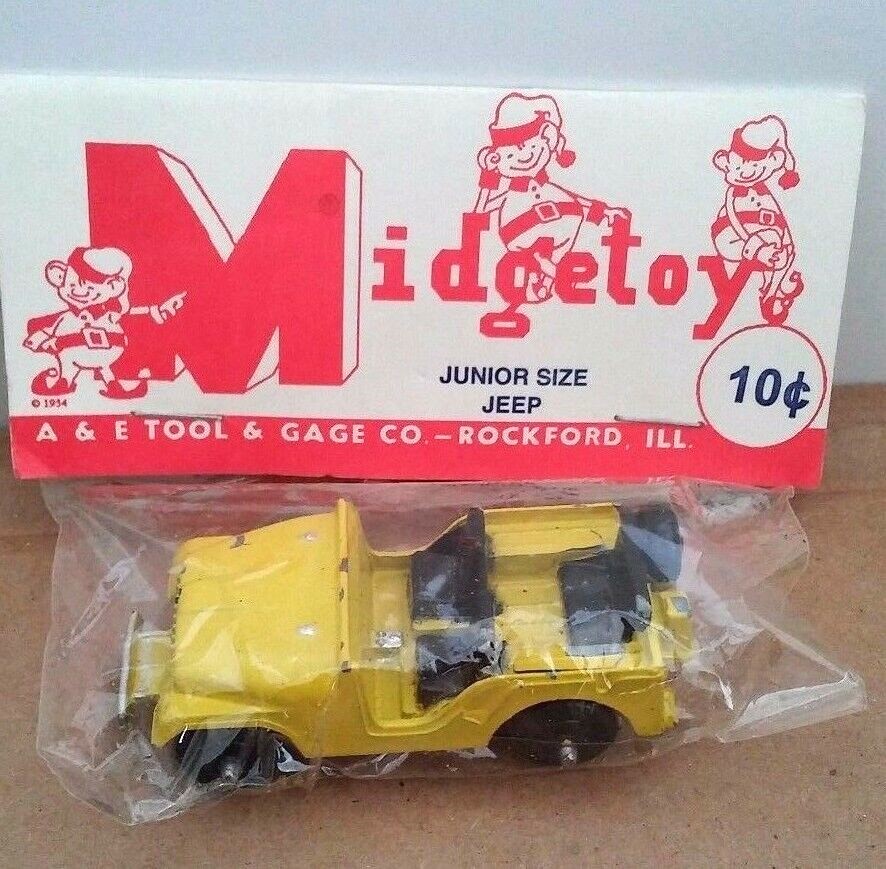 Midgetoy
JUNIOR SIZE
JEEP
10¢
© 1954
A & E TOOL & GAGE CO.—ROCKFORD, ILL.